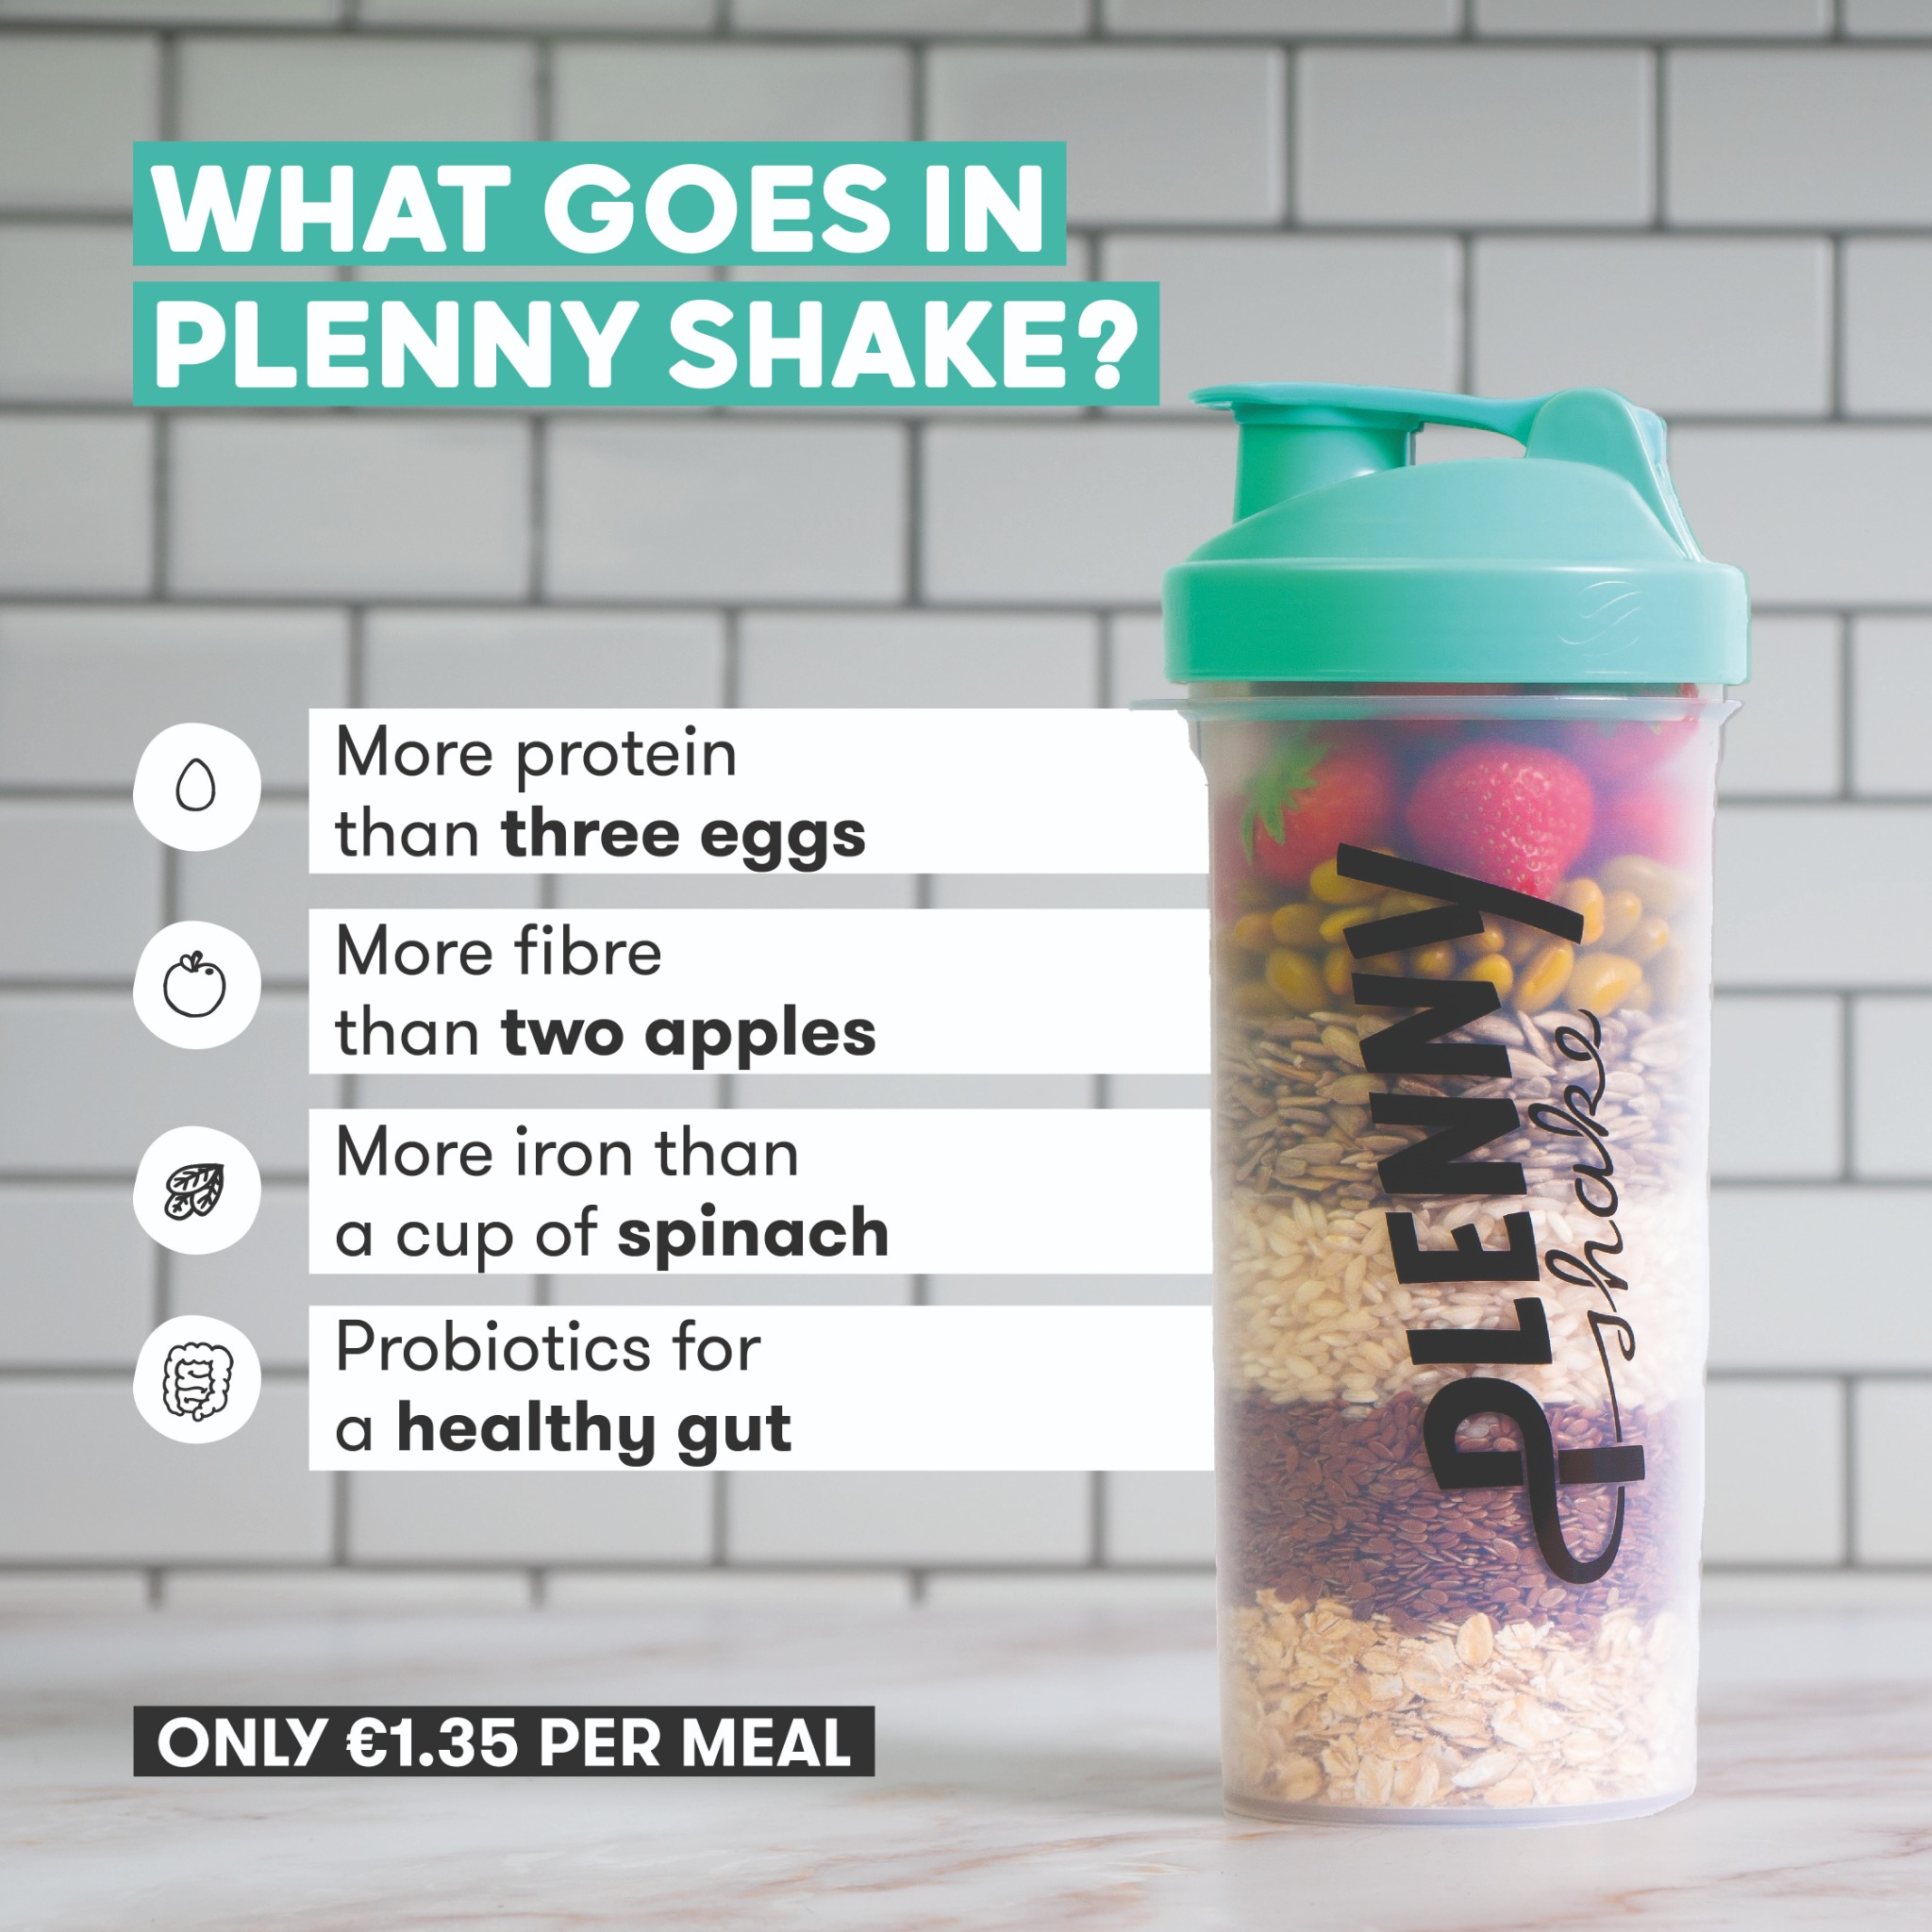 WHAT GOES IN
PLENNY SHAKE?
More protein
than three eggs
More fibre
than two apples
More iron than
a cup of spinach
Probiotics for
a healthy gut
ONLY €1.35 PER MEAL
PLENNY
shake